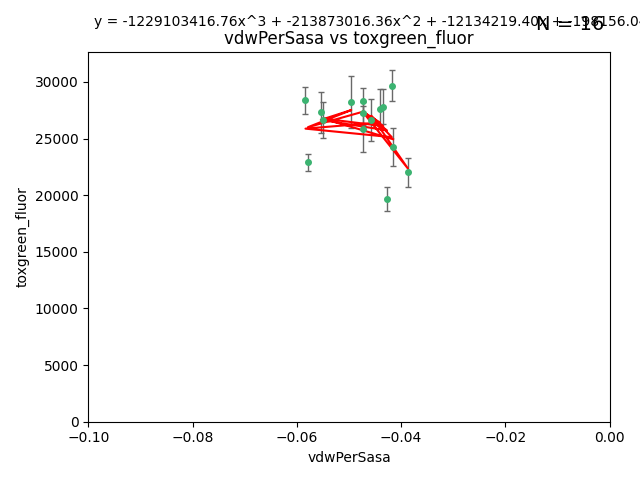 y = -1229103416.76x^3 + -213873016.36x^2 + -12134219.40x + -198156.0
N = 16
vdwPerSasa vs toxgreen_fluor
toxgreen_fluor
30000
25000
20000
15000
10000
5000
0
−0.10
−0.08
−0.06
−0.04
−0.02
0.00
vdwPerSasa